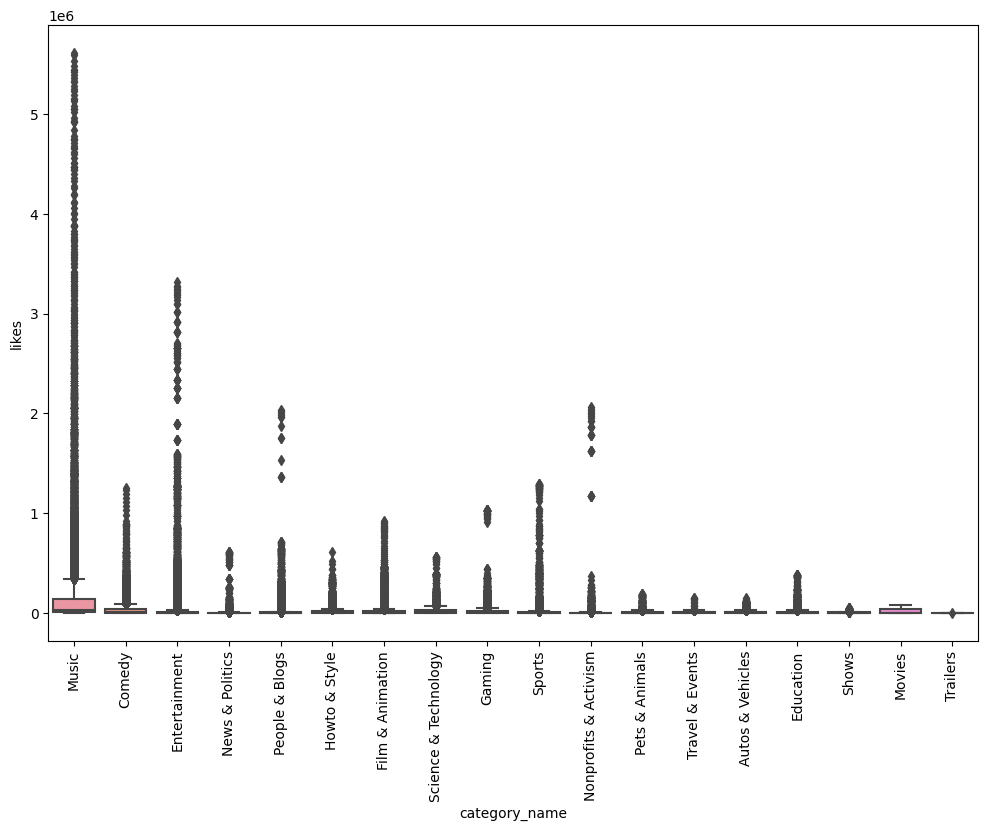 1e6
5
4
3
2
1
0
likes
Music
Comedy
Entertainment
News & Politics
People & Blogs
Howto & Style
Film & Animation
Science & Technology
Gaming
Sports
Nonprofits & Activism
Pets & Animals
Travel & Events
Autos & Vehicles
Education
Shows
Movies
Trailers
category_name